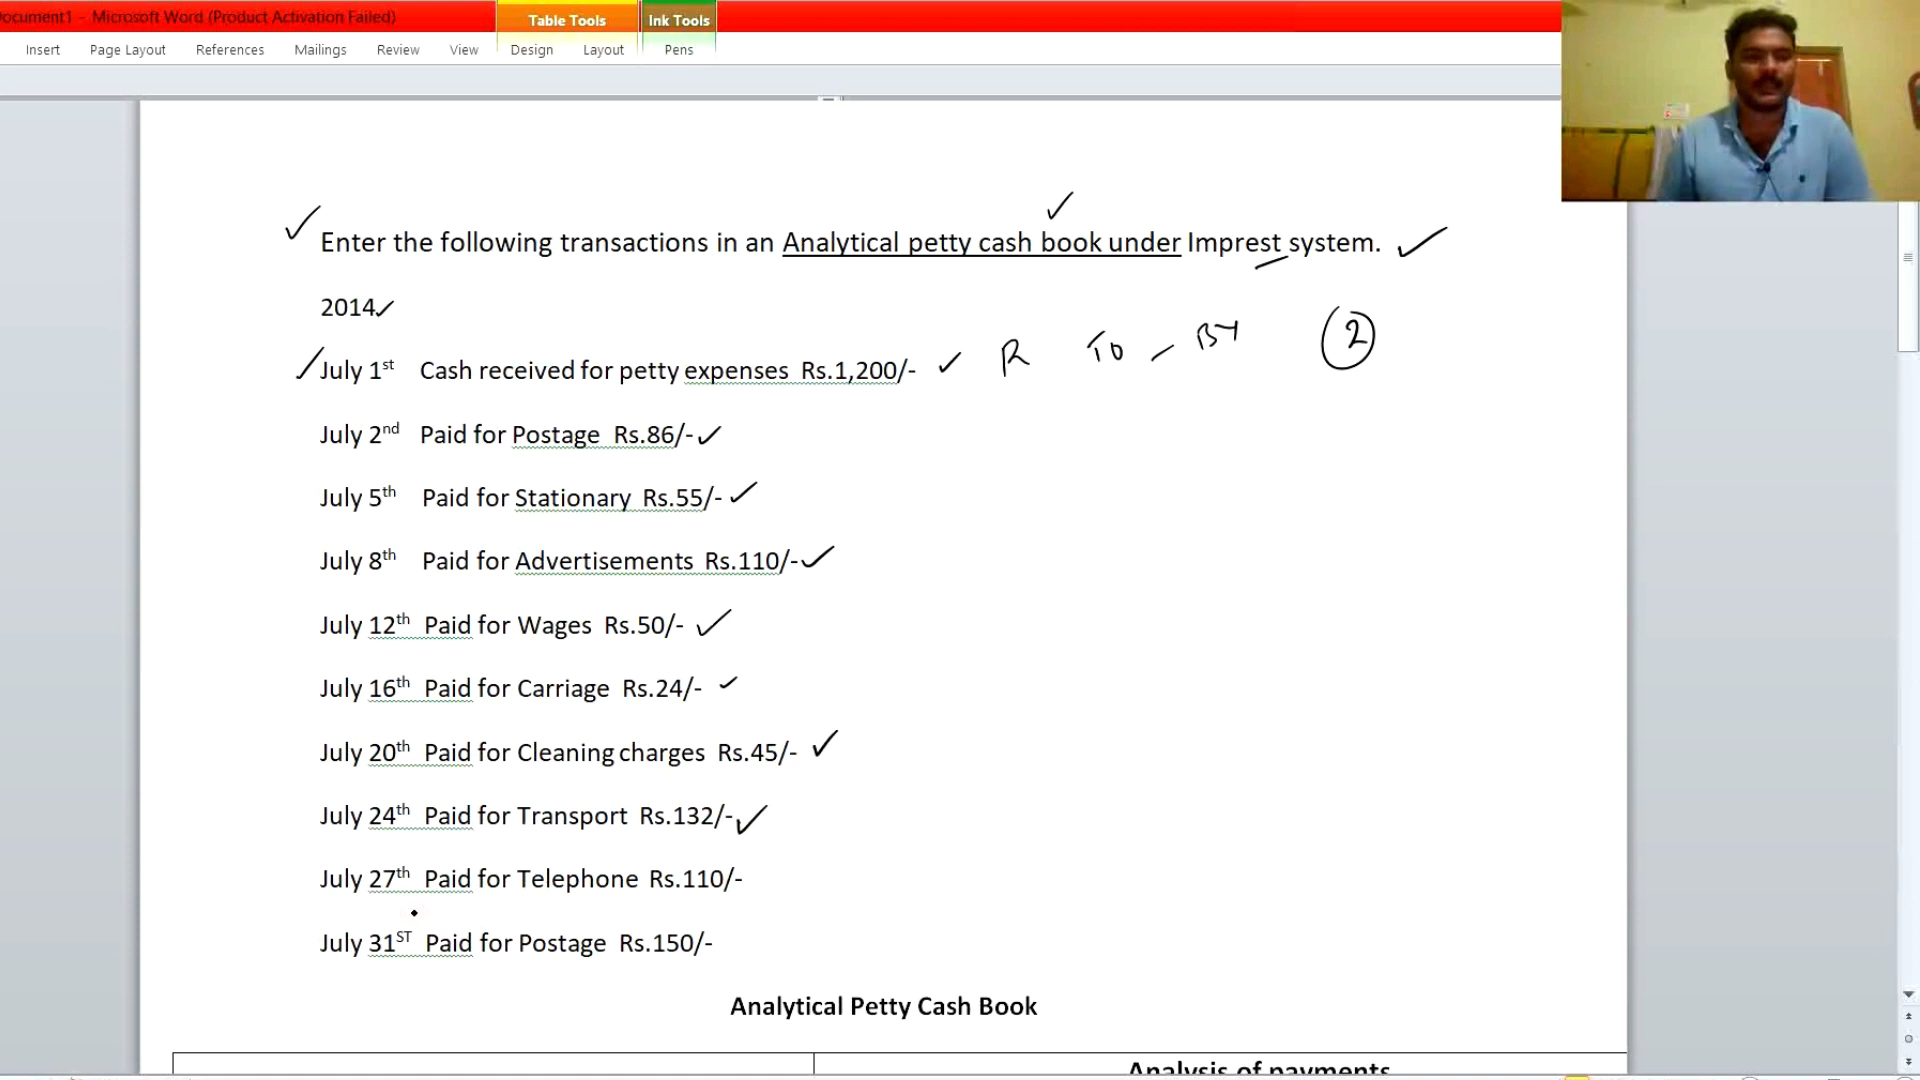 ocument1 - Microsoft Word (Product Activation Failed)
Table Tools
Ink Tools
Insert Page Layout References Mailings Review View Design Layout Pens
Enter the following transactions in an Analytical petty cash book under Imprest system.
2014
July 1st Cash received for petty expenses Rs.1,200/- R To – BY 2
July 2nd Paid for Postage Rs.86/-
July 5th Paid for Stationary Rs.55/-
July 8th Paid for Advertisements Rs.110/-
July 12th Paid for Wages Rs.50/-
July 16th Paid for Carriage Rs.24/-
July 20th Paid for Cleaning charges Rs.45/-
July 24th Paid for Transport Rs.132/-
July 27th Paid for Telephone Rs.110/-
July 31ST Paid for Postage Rs.150/-
Analytical Petty Cash Book
Analysis of payments